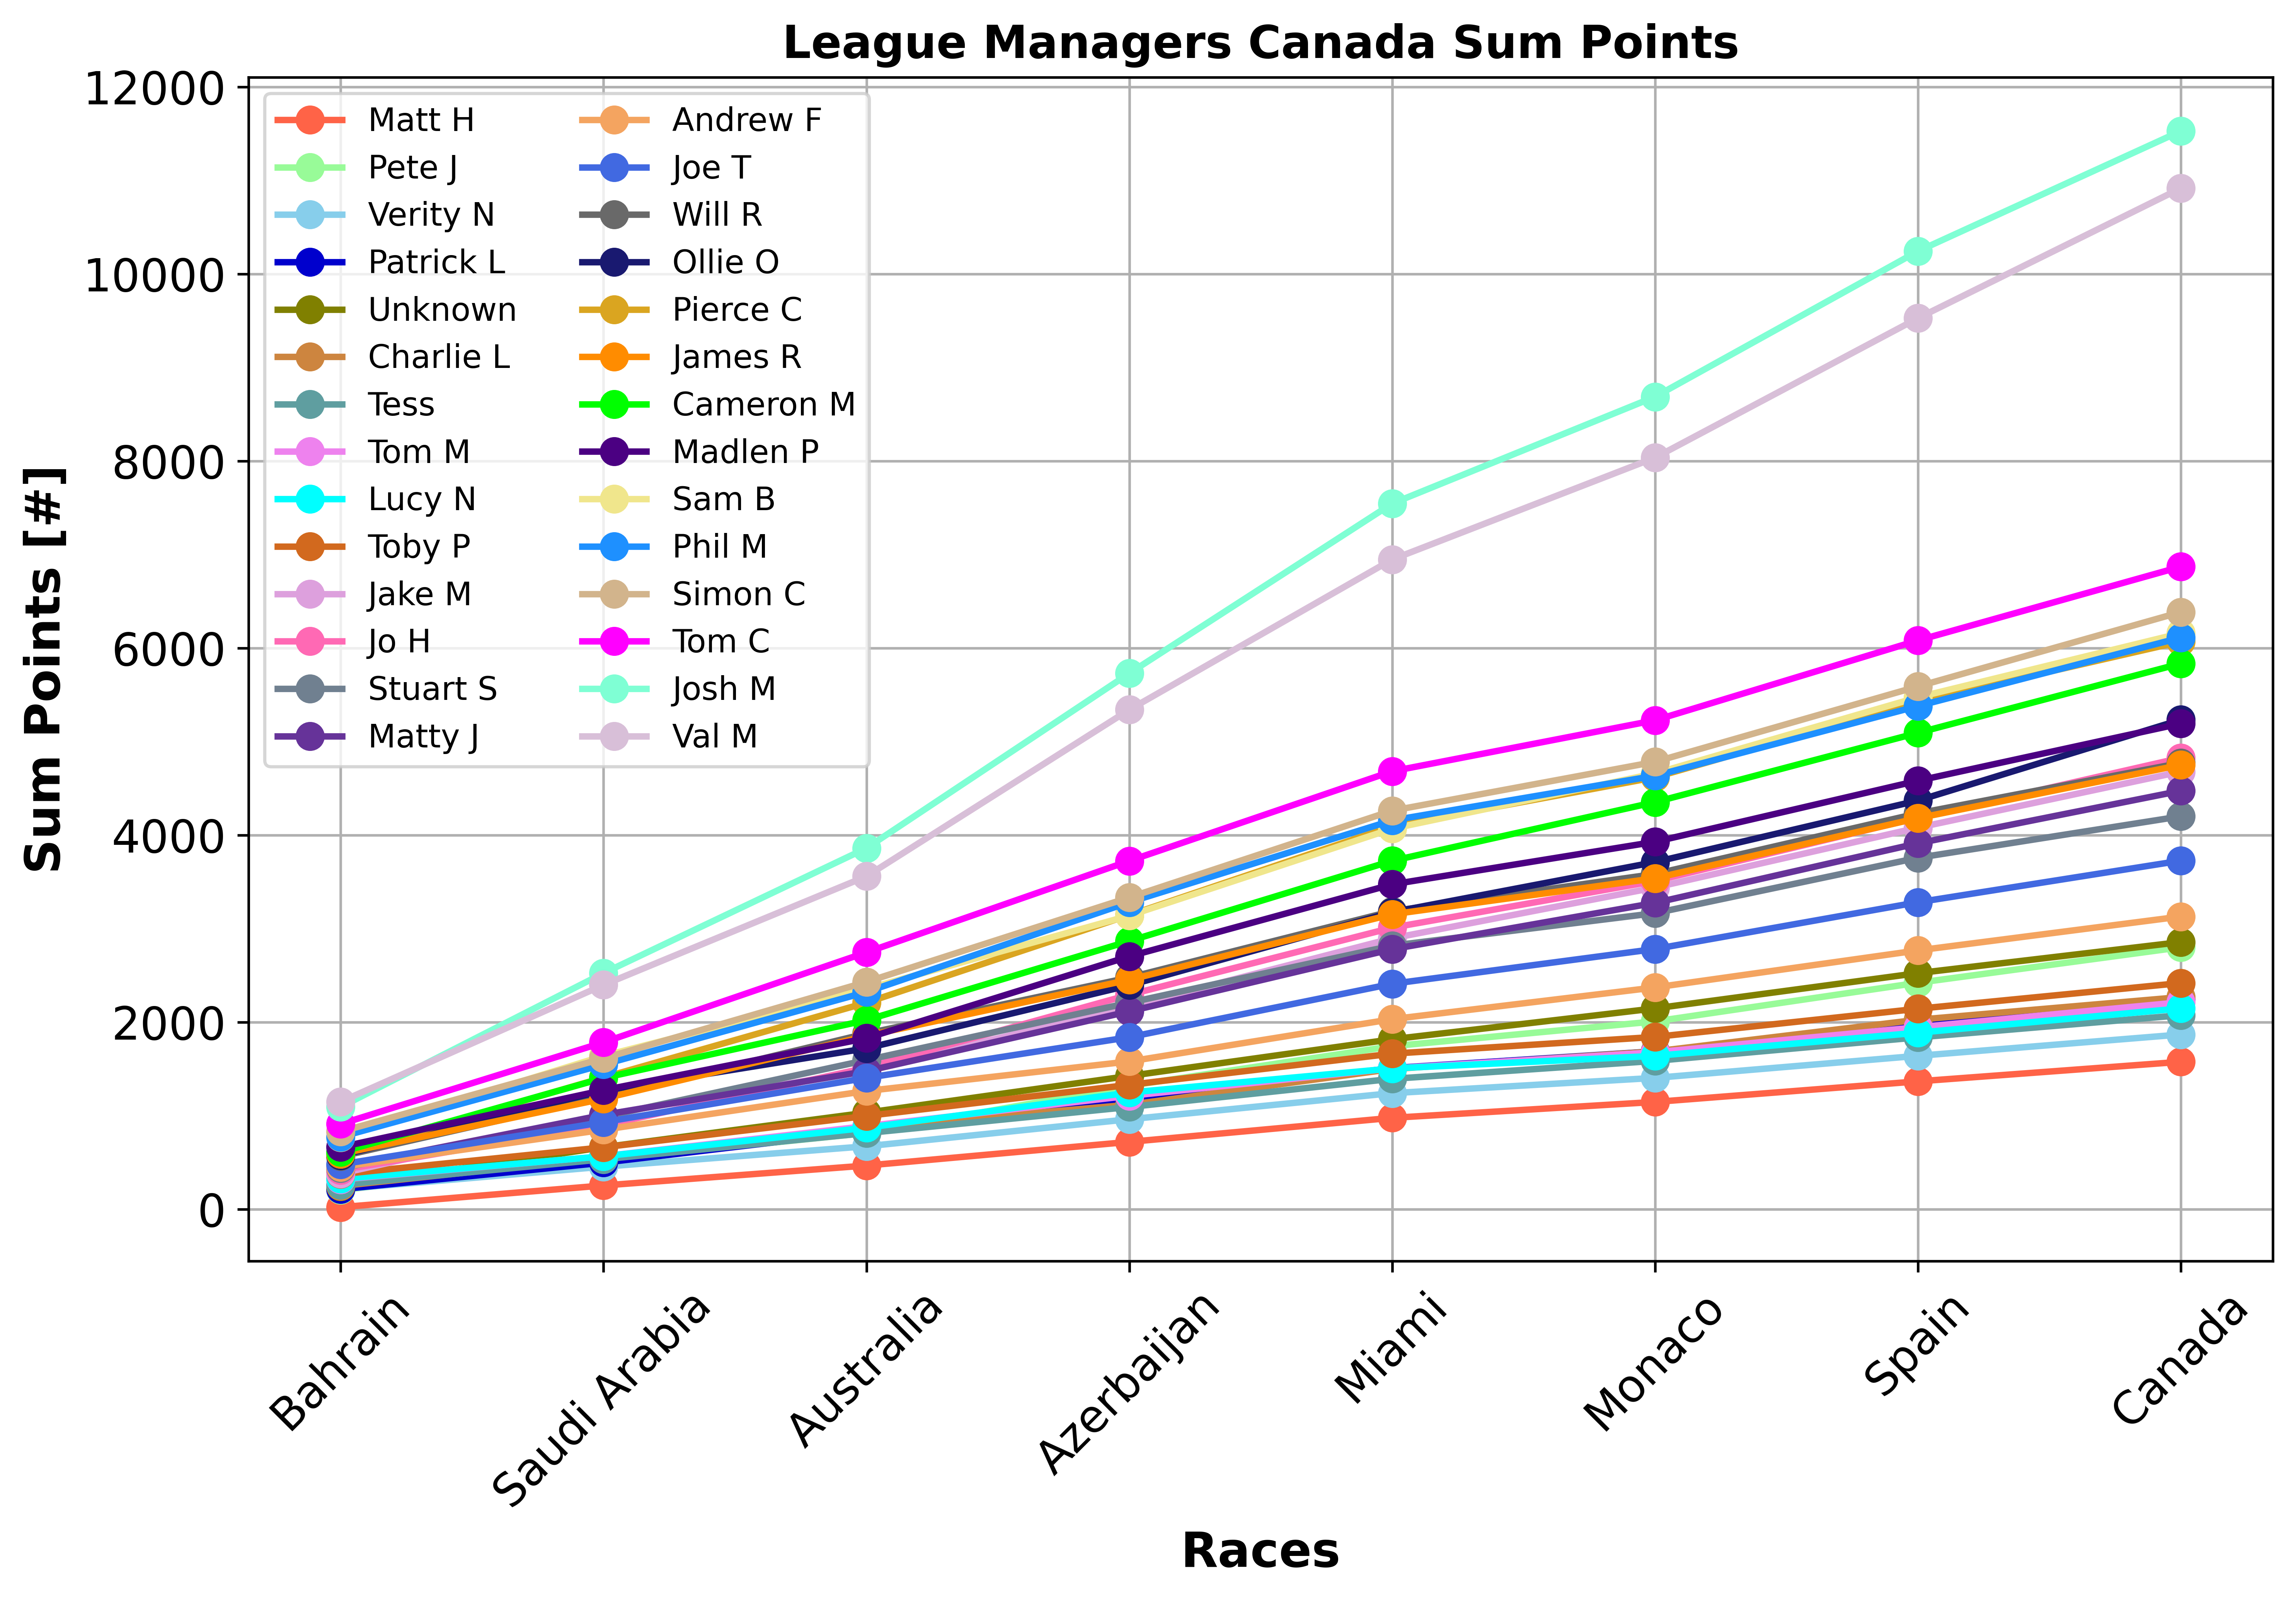 League Managers Canada Sum Points
12000
10000
8000
6000
4000
2000
0
Sum Points [#]
Matt H
Pete J
Verity N
Patrick L
Unknown
Charlie L
Tess
Tom M
Lucy N
Toby P
Jake M
Jo H
Stuart S
Matty J
Andrew F
Joe T
Will R
Ollie O
Pierce C
James R
Cameron M
Madlen P
Sam B
Phil M
Simon C
Tom C
Josh M
Val M
Bahrain
Saudi Arabia
Australia
Azerbaijan
Miami
Monaco
Spain
Canada
Races